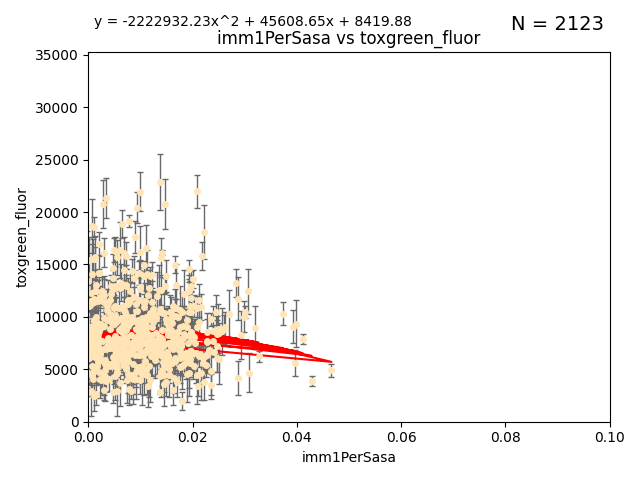 y = -2222932.23x^2 + 45608.65x + 8419.88
N = 2123
imm1PerSasa vs toxgreen_fluor
35000
30000
25000
20000
15000
10000
5000
0
toxgreen_fluor
0.00 0.02 0.04 0.06 0.08 0.10
imm1PerSasa